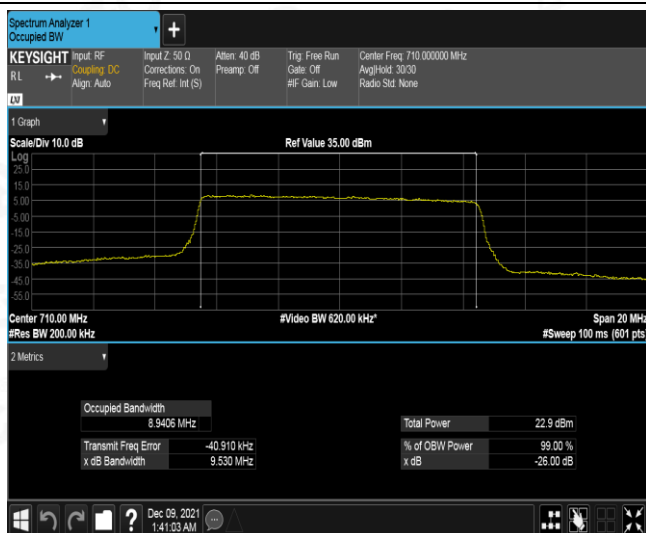 Spectrum Analyzer 1
Occupied BW
+
KEYSIGHT Input: RF Input Z: 50 Ω Atten: 40 dB Trig: Free Run Center Freq: 710.000000 MHz
RL Coupling: DC Corrections: On Preamp: Off Gate: Off Avg|Hold: 30/30
Align: Auto Freq Ref: Int (S) #IF Gain: Low Radio Std: None
LXI
1 Graph
Scale/Div 10.0 dB Ref Value 35.00 dBm
Log
25.0
15.0
5.00
-5.00
-15.0
-25.0
-35.0
-45.0
-55.0
Center 710.00 MHz #Video BW 620.00 kHz* Span 20 MHz
#Res BW 200.00 kHz #Sweep 100 ms (601 pts)
2 Metrics
Occupied Bandwidth
8.9406 MHz Total Power 22.9 dBm
Transmit Freq Error -40.910 kHz % of OBW Power 99.00 %
x dB Bandwidth 9.530 MHz x dB -26.00 dB
? Dec 09, 2021
1:41:03 AM